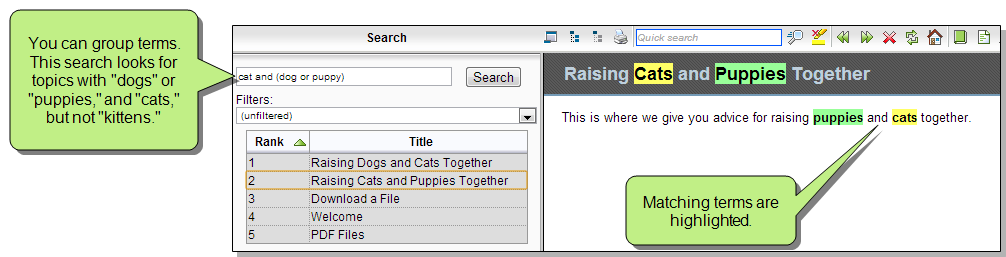 You can group terms.
This search looks for
topics with "dogs" or
"puppies," and "cats,"
but not "kittens."
Search
Quick search
cat and (dog or puppy)
Search
Filters:
(unfiltered)
Rank Title
1 Raising Dogs and Cats Together
2 Raising Cats and Puppies Together
3 Download a File
4 Welcome
5 PDF Files
Raising Cats and Puppies Together
This is where we give you advice for raising puppies and cats together.
Matching terms are
highlighted.